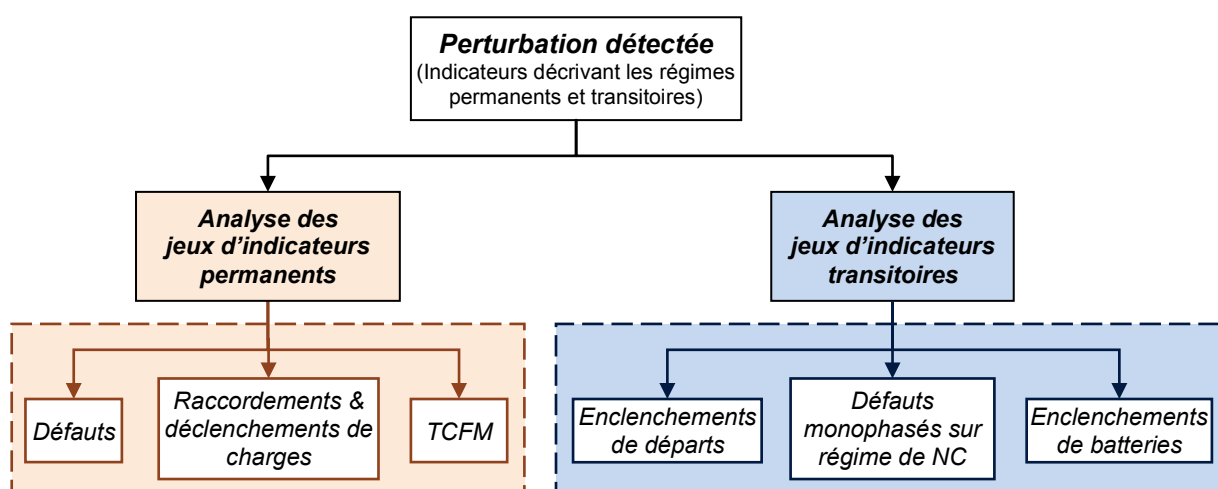 Perturbation détectée
(Indicateurs décrivant les régimes
permanents et transitoires)
Analyse des
jeux d'indicateurs
permanents
Analyse des
jeux d'indicateurs
transitoires
Défauts
Raccordements &
déclenchements de
charges
TCFM
Enclenchements
de départs
Défauts
monophasés sur
régime de NC
Enclenchements
de batteries